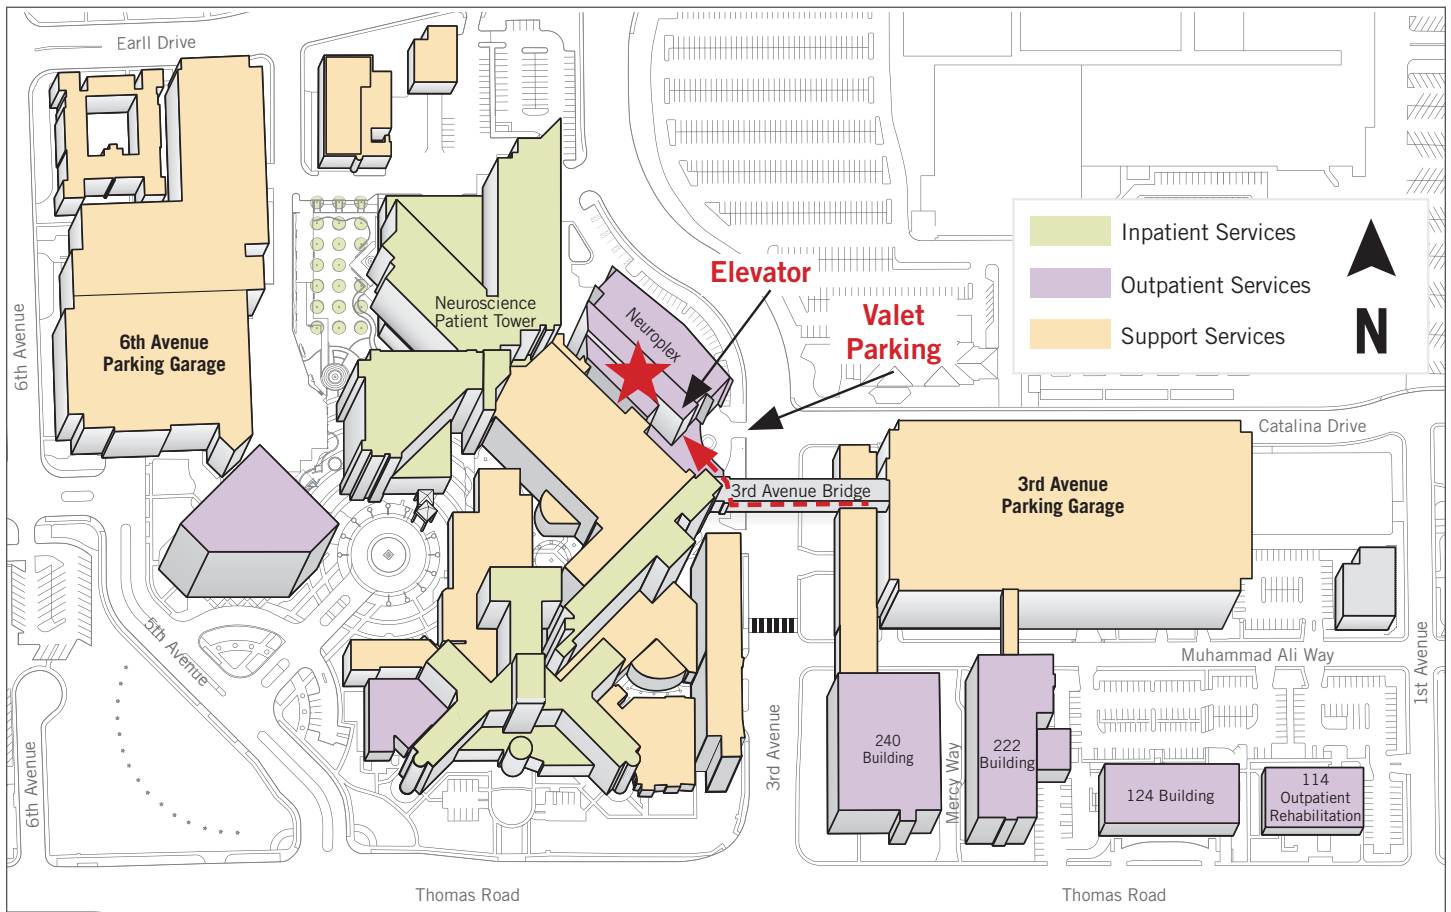 Earll Drive
Inpatient Services
Outpatient Services
Support Services
N
Elevator
Valet
Parking
Neuroscience
Patient Tower
Neuroplex
6th Avenue
6th Avenue
Parking Garage
Catalina Drive
3rd Avenue Bridge
3rd Avenue
Parking Garage
5th Avenue
Muhammad Ali Way
1st Avenue
6th Avenue
3rd Avenue
240
Building
Mercy Way
222
Building
124 Building
114
Outpatient
Rehabilitation
Thomas Road
Thomas Road